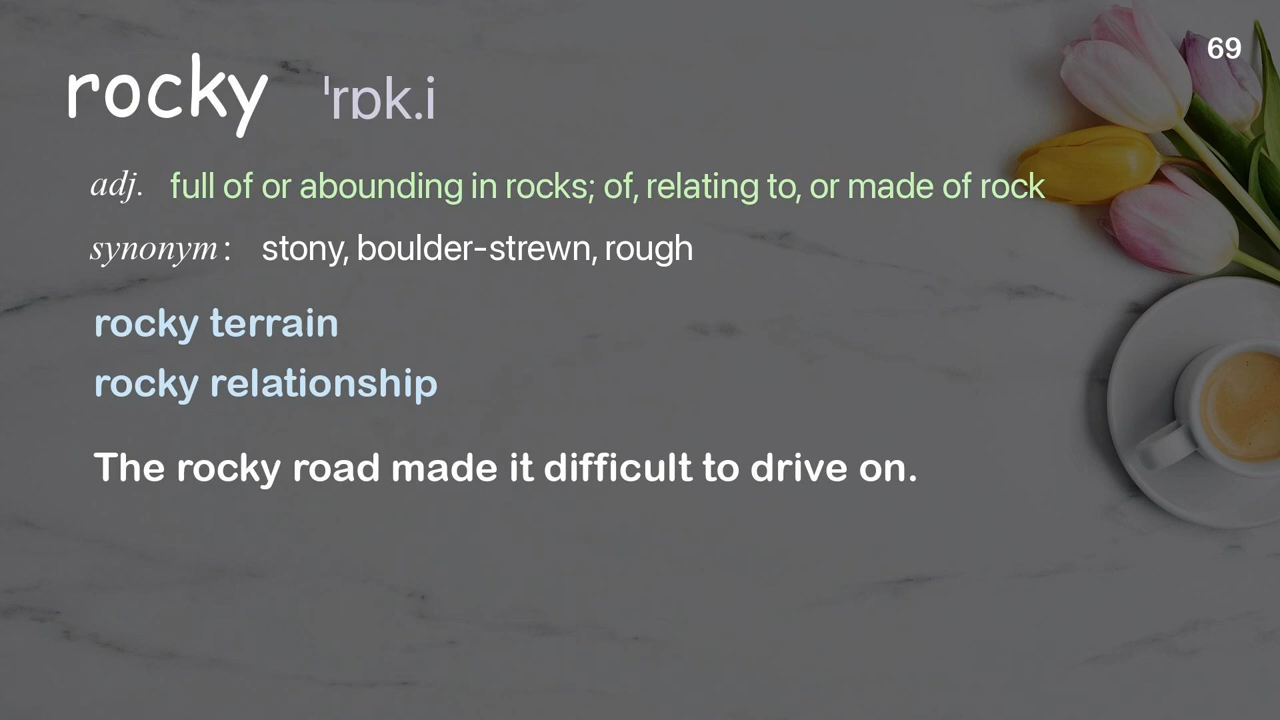 69
rocky ˈrɒk.i
adj. full of or abounding in rocks; of, relating to, or made of rock
synonym: stony, boulder-strewn, rough
rocky terrain
rocky relationship
The rocky road made it difficult to drive on.